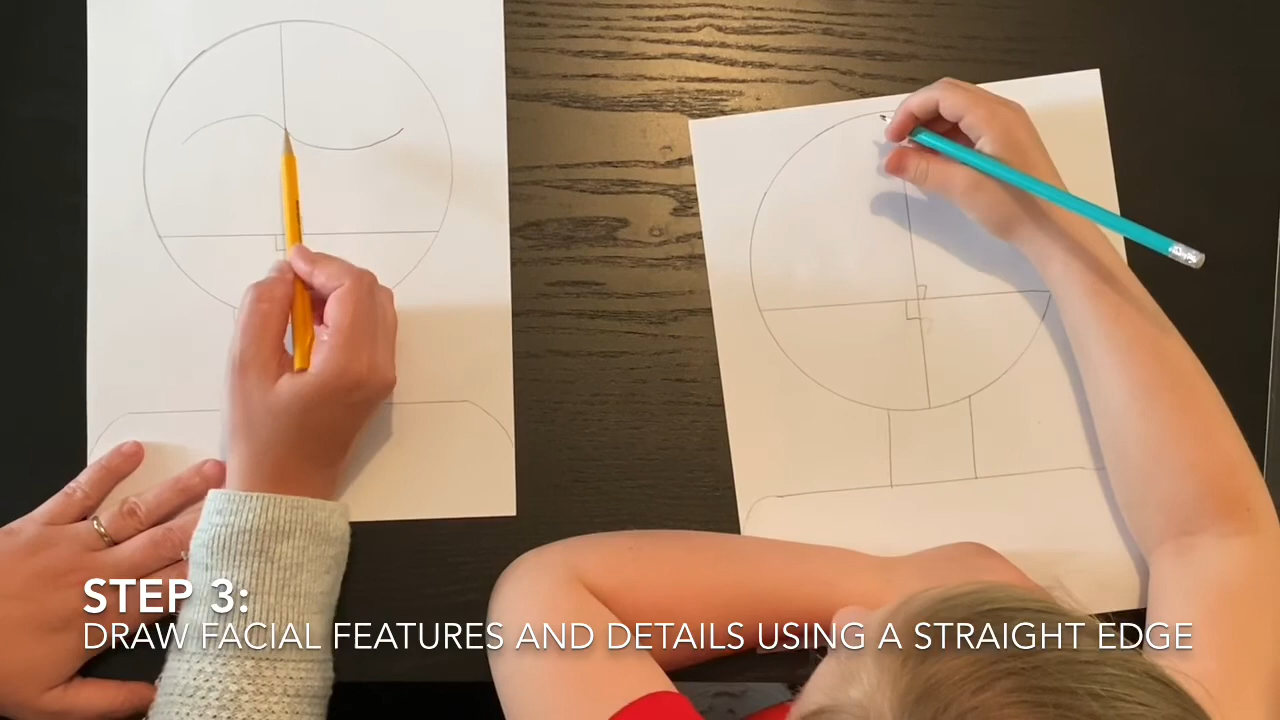 STEP 3:
DRAW FACIAL FEATURES AND DETAILS USING A STRAIGHT EDGE